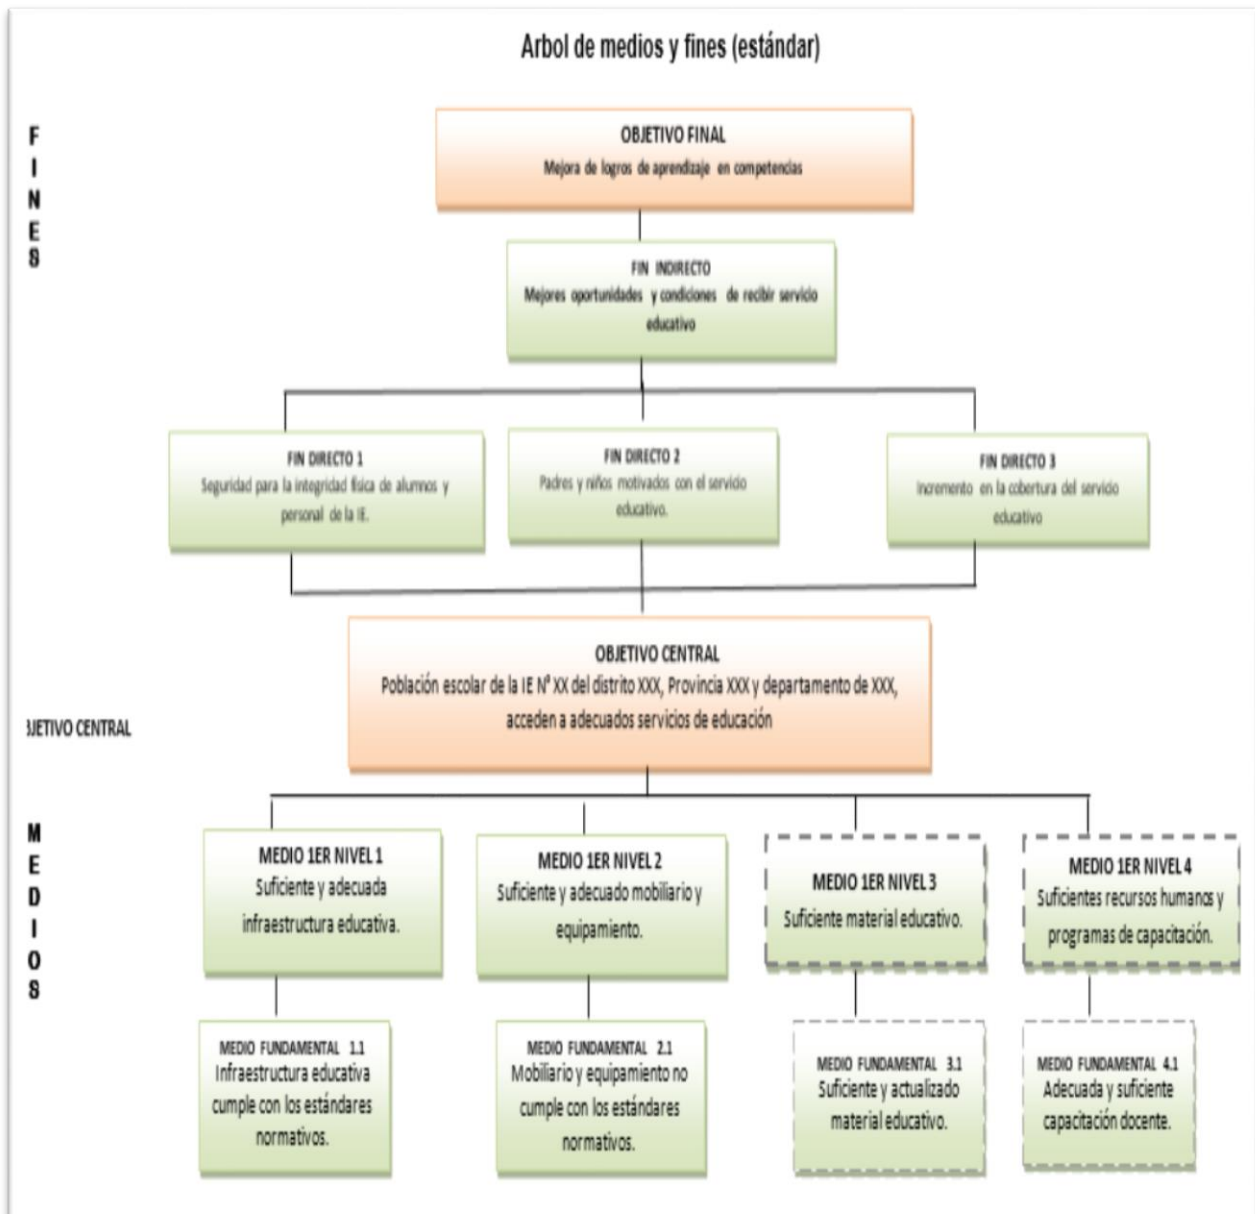 Arbol de medios y fines (estándar)
FINES
OBJETIVO FINAL
Mejora de logros de aprendizaje en competencias
FIN INDIRECTO
Mejores oportunidades y condiciones de recibir servicio
educativo
FIN DIRECTO 1
Seguridad para la integridad física de alumnos y
personal de la IE.
FIN DIRECTO 2
Padres y niños motivados con el servicio
educativo.
FIN DIRECTO 3
Incremento en la cobertura del servicio
educativo
OBJETIVO CENTRAL
Población escolar de la IE N° XX del distrito XXX, Provincia XXX y departamento de XXX,
acceden a adecuados servicios de educación
JETIVO CENTRAL
MEDIOS
MEDIO 1ER NIVEL 1
Suficiente y adecuada
infraestructura educativa.
MEDIO 1ER NIVEL 2
Suficiente y adecuado mobiliario y
equipamiento.
MEDIO 1ER NIVEL 3
Suficiente material educativo.
MEDIO 1ER NIVEL 4
Suficientes recursos humanos y
programas de capacitación.
MEDIO FUNDAMENTAL 1.1
Infraestructura educativa
cumple con los estándares
normativos.
MEDIO FUNDAMENTAL 2.1
Mobiliario y equipamiento no
cumple con los estándares
normativos.
MEDIO FUNDAMENTAL 3.1
Suficiente y actualizado
material educativo.
MEDIO FUNDAMENTAL 4.1
Adecuada y suficiente
capacitación docente.